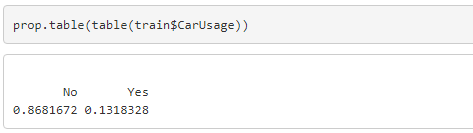 prop.table(table(train$CarUsage))
No Yes
0.8681672 0.1318328